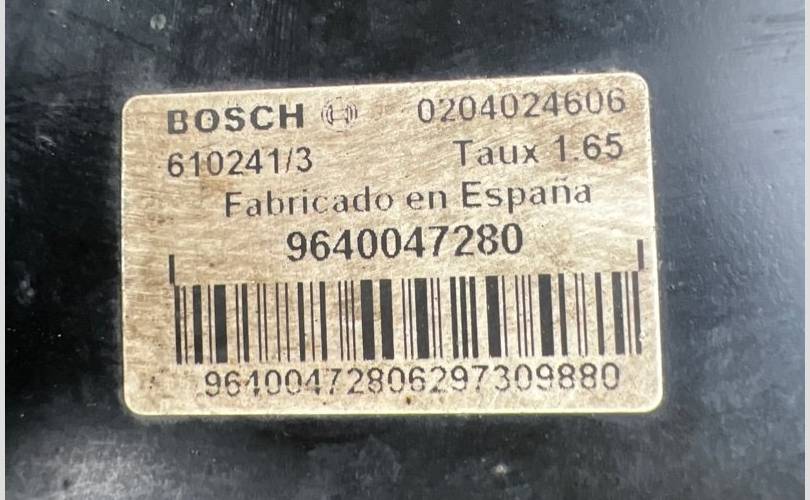 BOSCH 0204024606
610241/3 Taux 1.65
Fabricado en España
9640047280
96400472806297309880